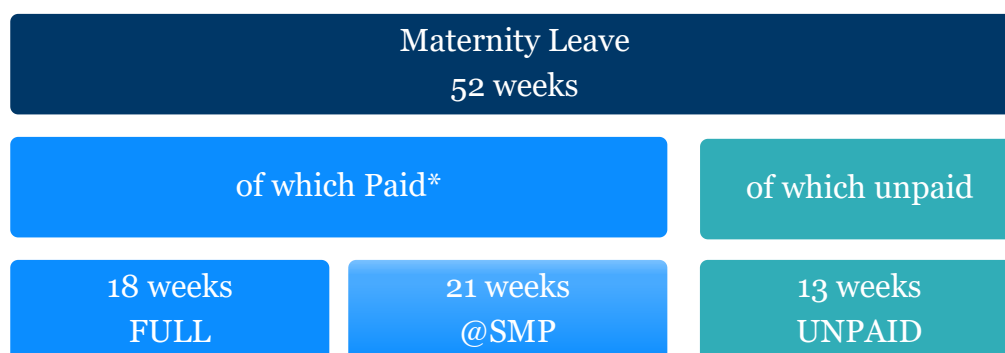 Maternity Leave
52 weeks
of which Paid*
of which unpaid
18 weeks
FULL
21 weeks
@SMP
13 weeks
UNPAID